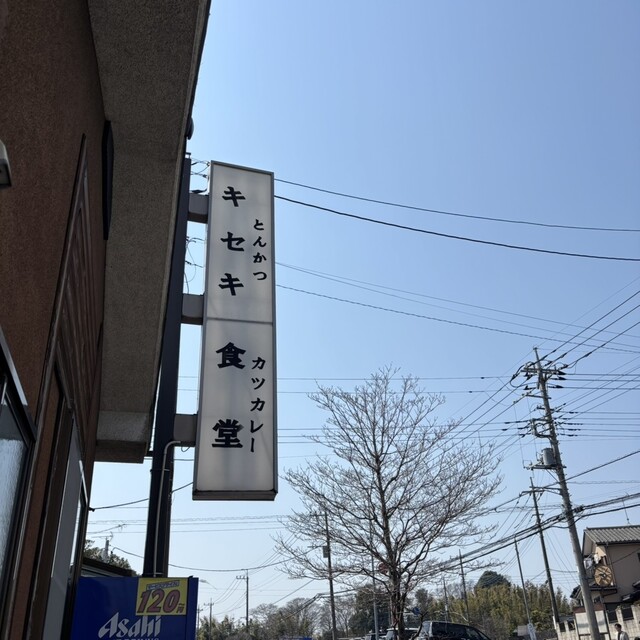 とんかつ
カツカレー
キセキ食堂
Asahi
120円